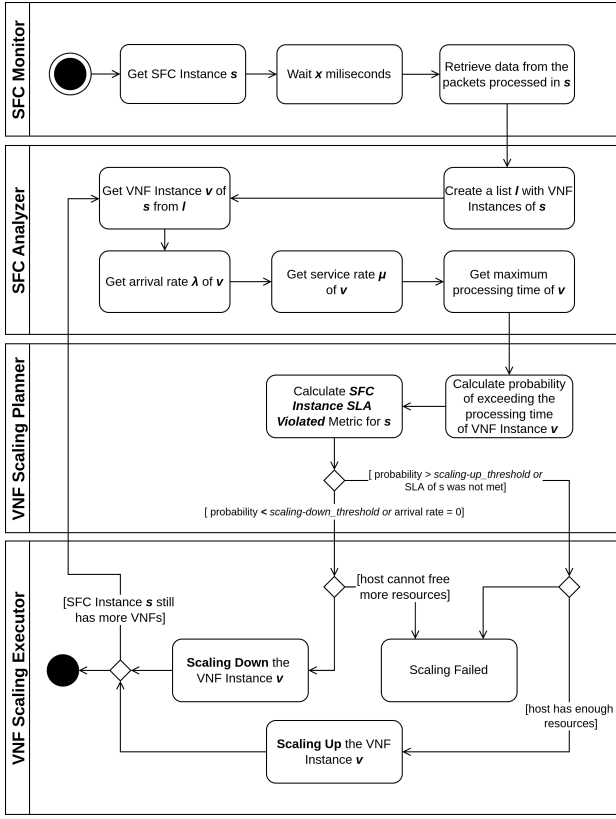 SFC Monitor
Get SFC Instance s
Wait x miliseconds
Retrieve data from the
packets processed in s
SFC Analyzer
Get VNF Instance v of
s from l
Create a list l with VNF
Instances of s
Get arrival rate λ of v
Get service rate μ
of v
Get maximum
processing time of v
VNF Scaling Planner
Calculate SFC
Instance SLA
Violated Metric for s
Calculate probability
of exceeding the
processing time
of VNF Instance v
[ probability > scaling-up_threshold or
SLA of s was not met]
[ probability < scaling-down_threshold or arrival rate = 0]
VNF Scaling Executor
[host cannot free
more resources]
[SFC Instance s still
has more VNFs]
Scaling Down the
VNF Instance v
Scaling Failed
[host has enough
resources]
Scaling Up the VNF
Instance v